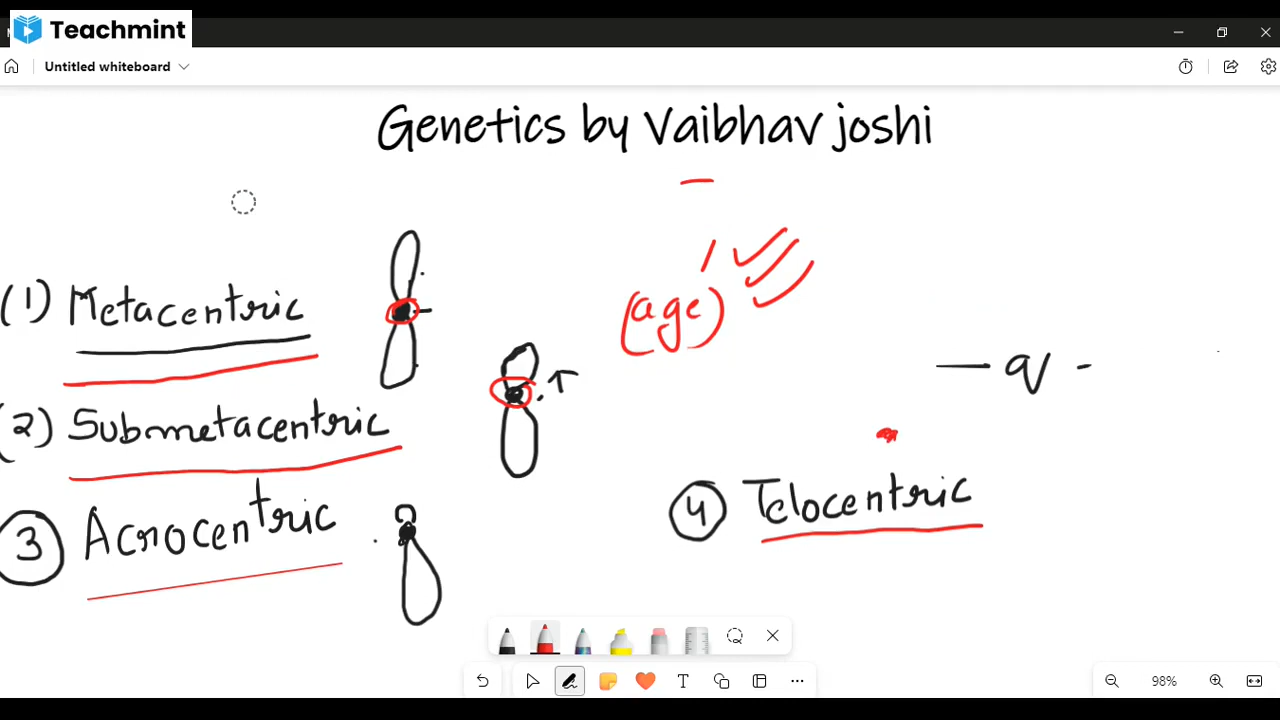 Teachmint
Untitled whiteboard
Genetics by Vaibhav joshi
(1) Metacentric
(age)
q
(2) Submetacentric
(3) Acrocentric
(4) Telocentric
98%